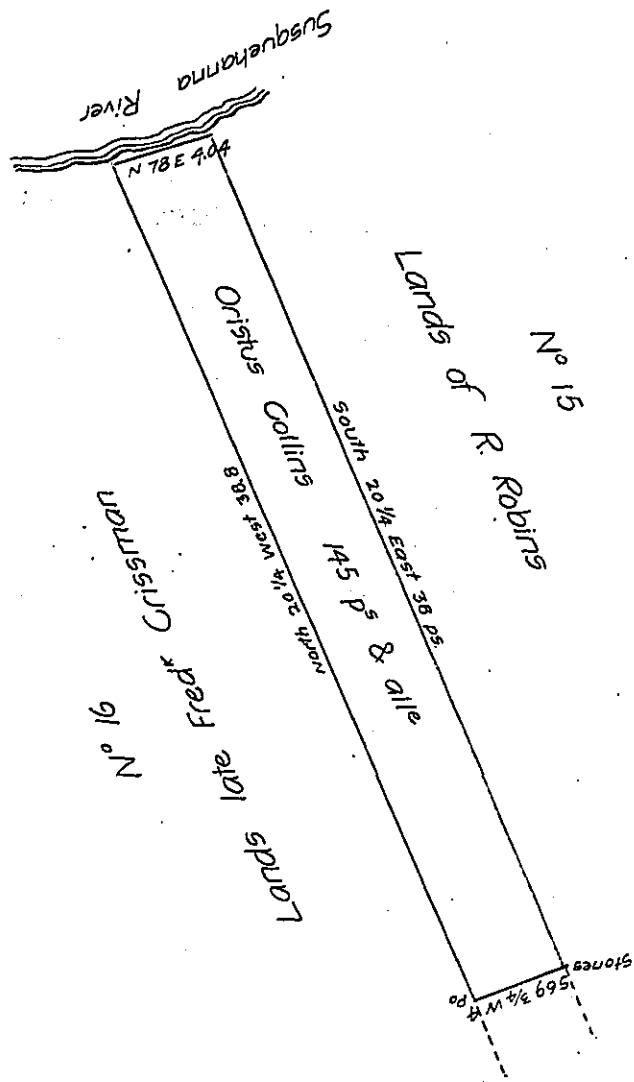 Susquehanna
River
N 78 E 4.04
Oristus Collins
145 pˢ & alle
South 20 ¼ East 38 ps.
Lands of R. Robins
Nº 15
North 20 ¼ West 38.8
Lands late Fredᵏ Crissman
Nº 16
S69 ¾ W 4
Stones
Po